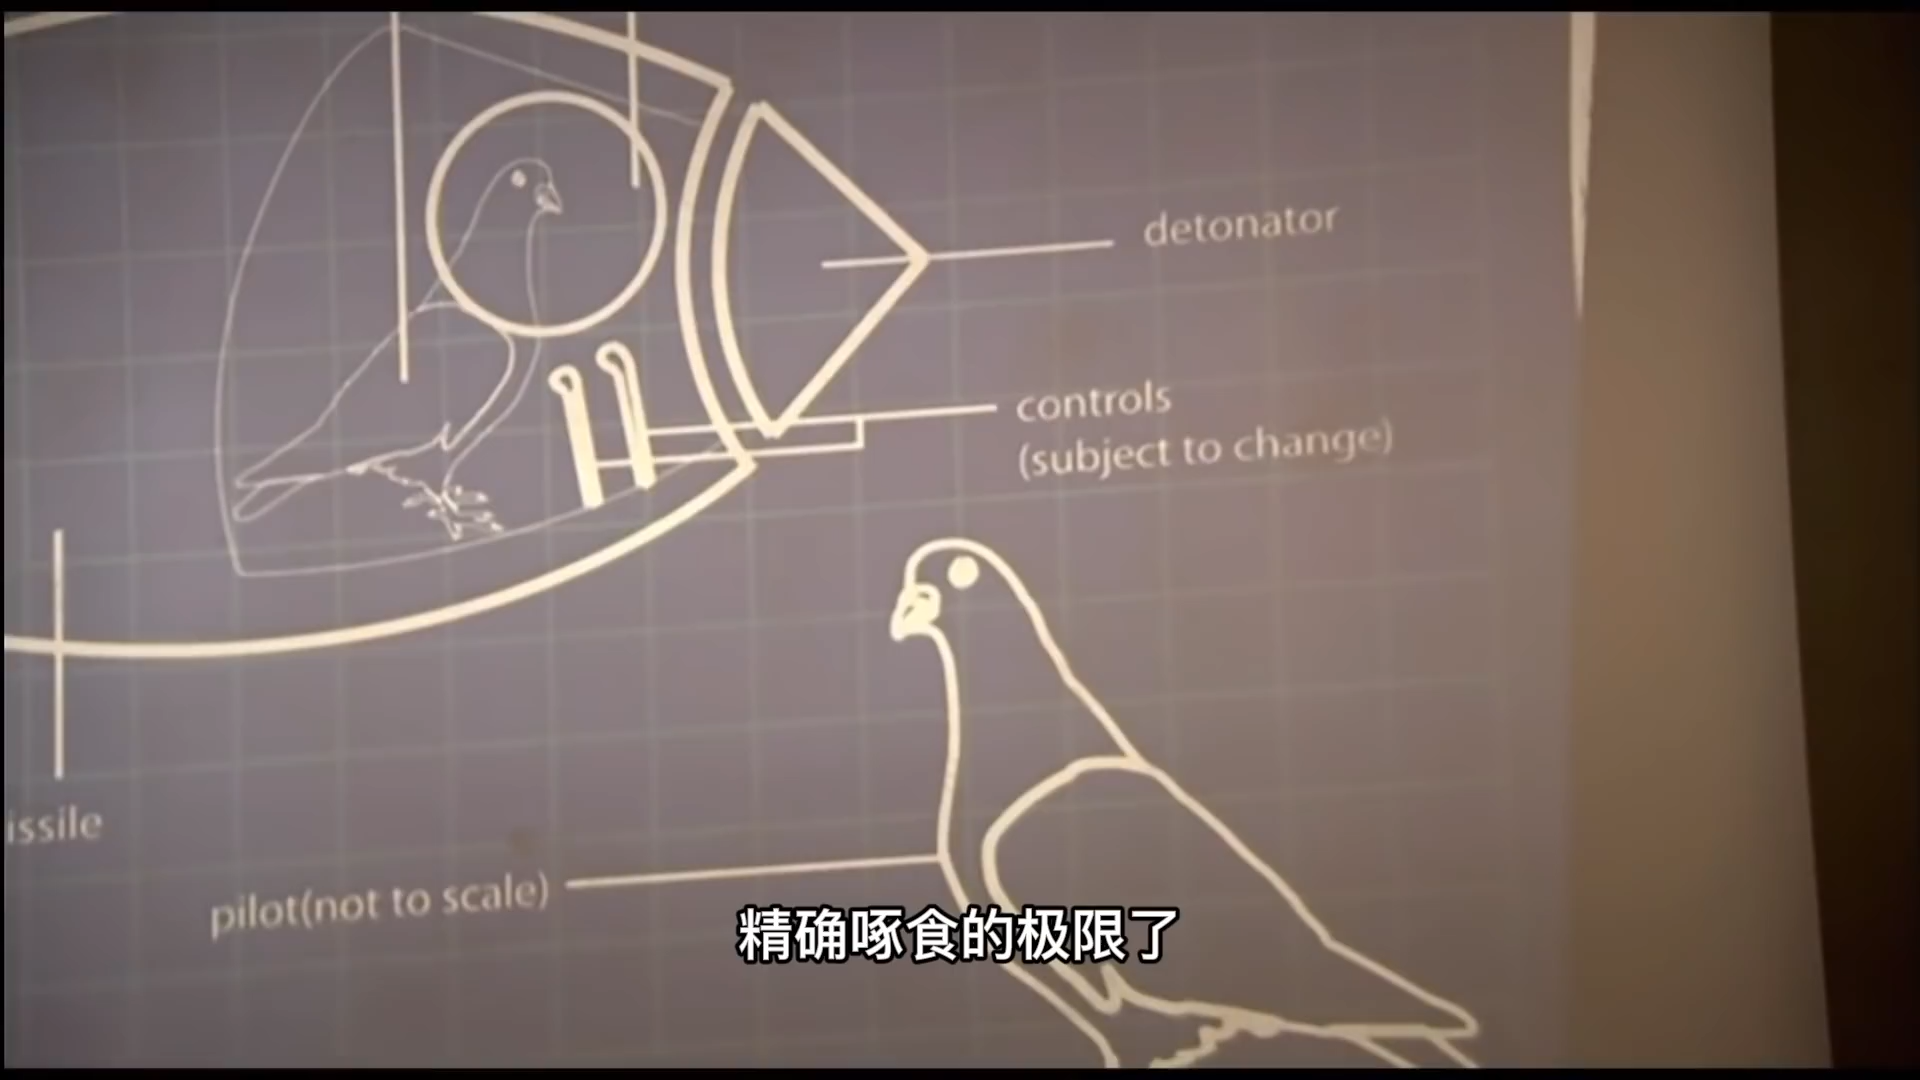 detonator
controls
(subject to change)
issile
pilot(not to scale)
精确啄食的极限了